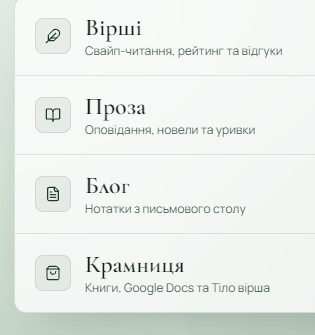 Вірші
Свайп-читання, рейтинг та відгуки
Проза
Оповідання, новели та уривки
Блог
Нотатки з письмового столу
Крамниця
Книги, Google Docs та Тіло вірша